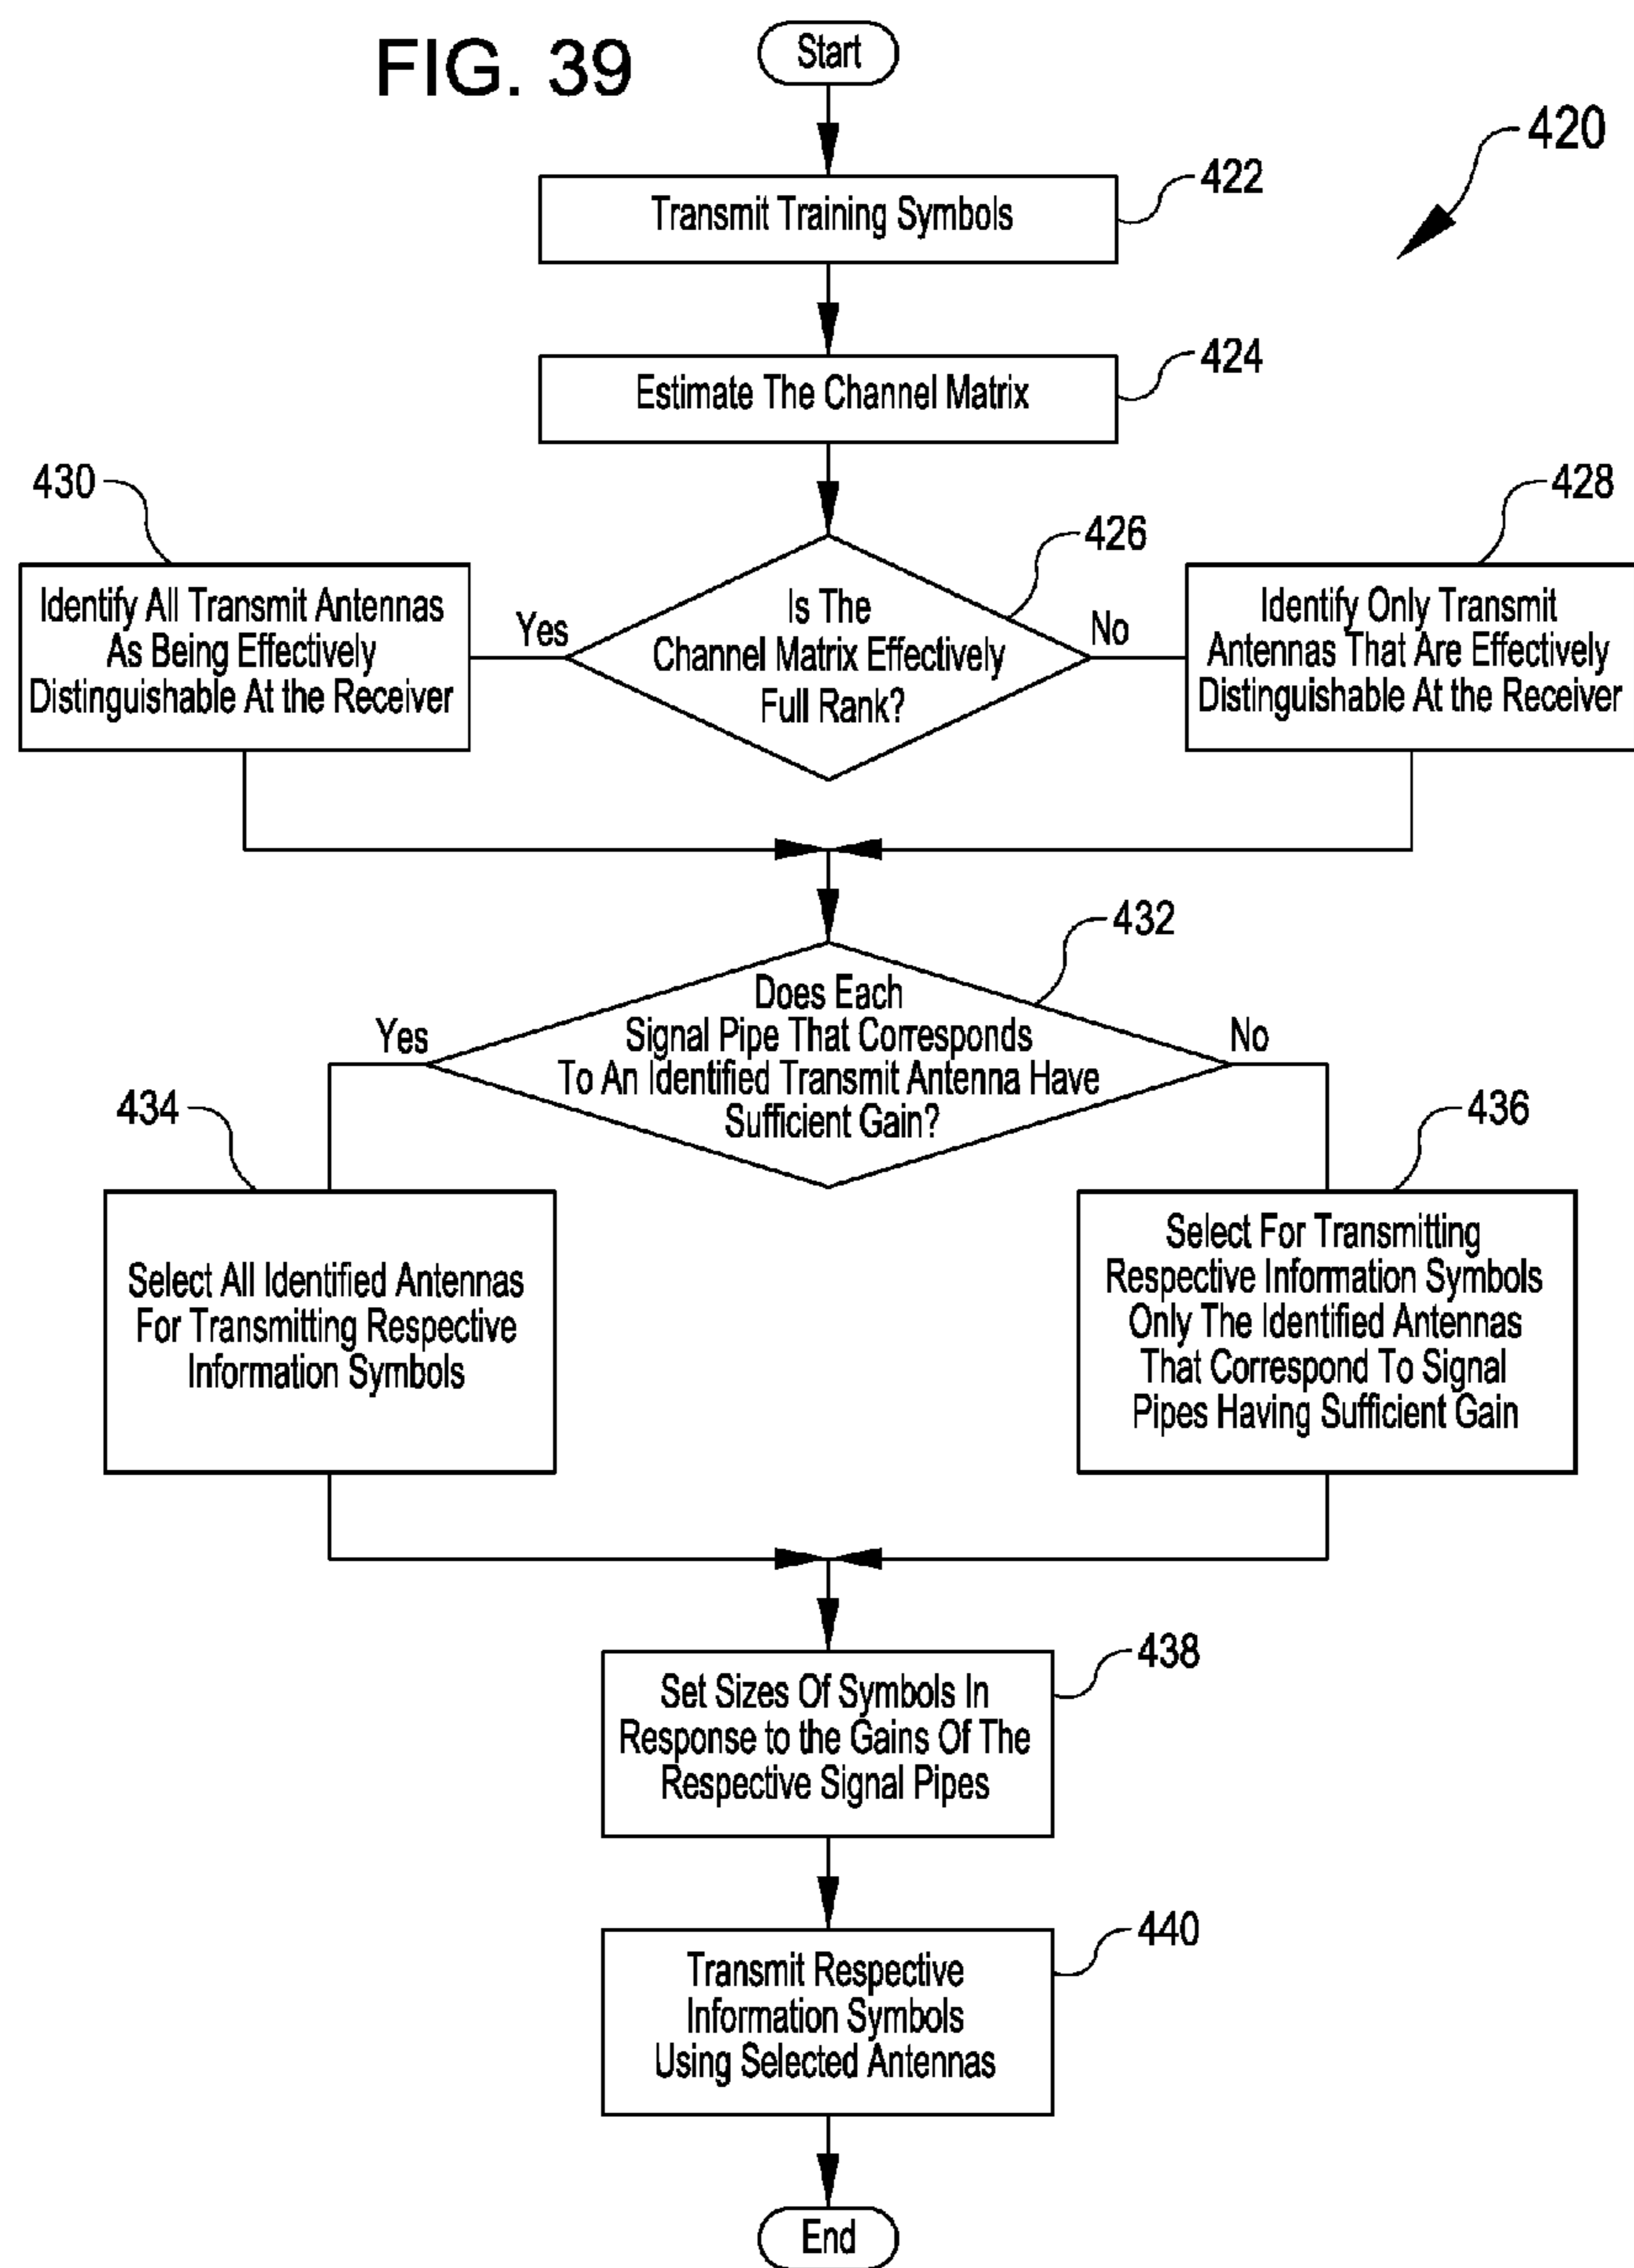 FIG. 39
Start
420
422
Transmit Training Symbols
424
Estimate The Channel Matrix
430
428
426
Identify All Transmit Antennas
As Being Effectively
Distinguishable At the Receiver
Yes
Is The
Channel Matrix Effectively
Full Rank?
No
Identify Only Transmit
Antennas That Are Effectively
Distinguishable At the Receiver
432
Does Each
Signal Pipe That Corresponds
To An Identified Transmit Antenna Have
Sufficient Gain?
Yes
No
434
436
Select All Identified Antennas
For Transmitting Respective
Information Symbols
Select For Transmitting
Respective Information Symbols
Only The Identified Antennas
That Correspond To Signal
Pipes Having Sufficient Gain
438
Set Sizes Of Symbols In
Response to the Gains Of The
Respective Signal Pipes
440
Transmit Respective
Information Symbols
Using Selected Antennas
End